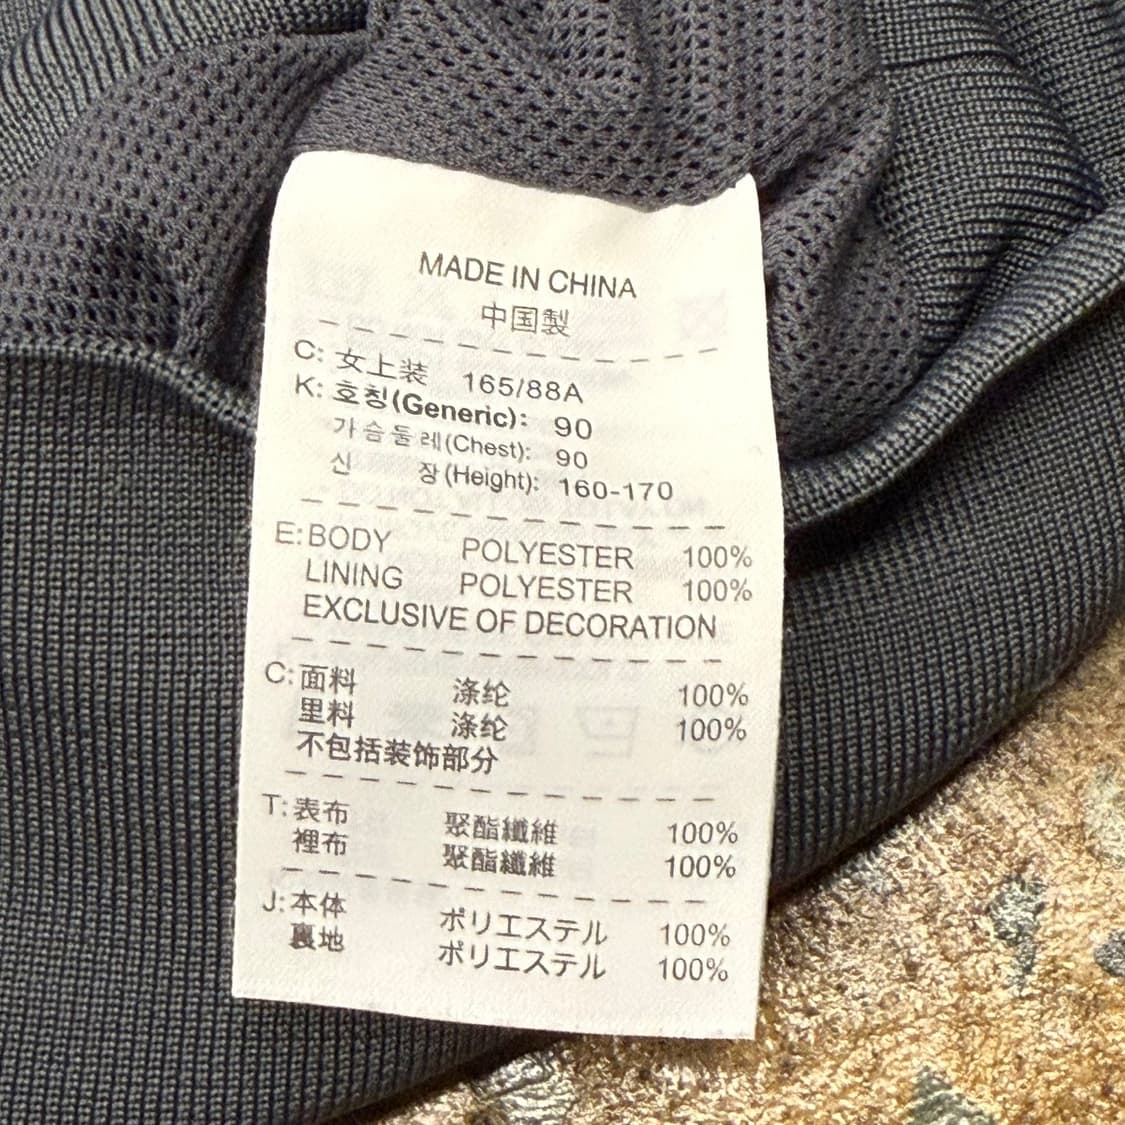 MADE IN CHINA
中国製
C: 女上装 165/88A
K: 호칭(Generic): 90
가슴둘레(Chest): 90
신 장(Height): 160-170
E: BODY POLYESTER 100%
LINING POLYESTER 100%
EXCLUSIVE OF DECORATION
C: 面料 涤纶 100%
里料 涤纶 100%
不包括装饰部分
T: 表布 聚酯纖維 100%
裡布 聚酯纖維 100%
J: 本体 ポリエステル 100%
裏地 ポリエステル 100%